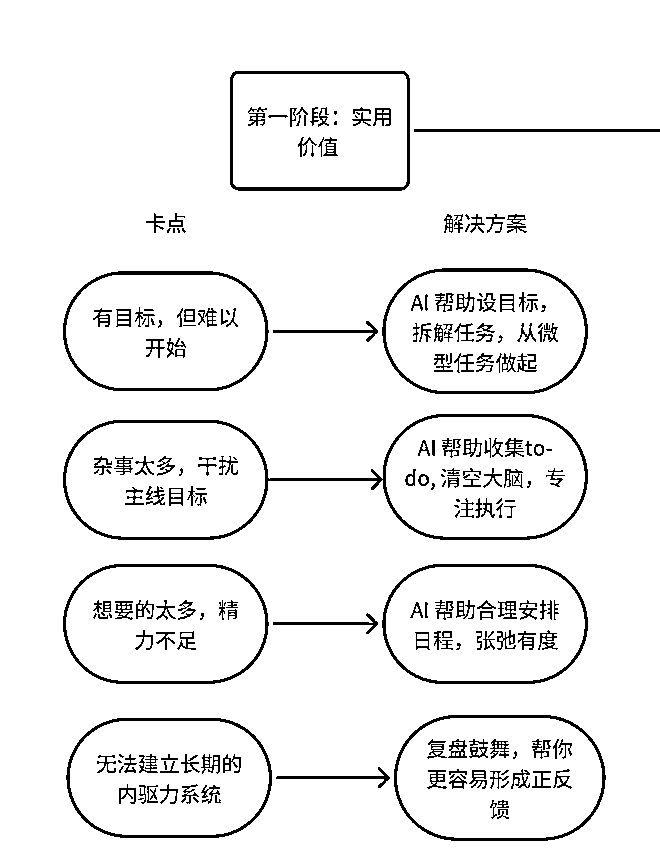 第一阶段：实用
价值
卡点
解决方案
有目标，但难以
开始
AI 帮助设目标，
拆解任务，从微
型任务做起
杂事太多，干扰
主线目标
AI 帮助收集to-
do, 清空大脑，专
注执行
想要的太多，精
力不足
AI 帮助合理安排
日程，张弛有度
无法建立长期的
内驱力系统
复盘鼓舞，帮你
更容易形成正反
馈